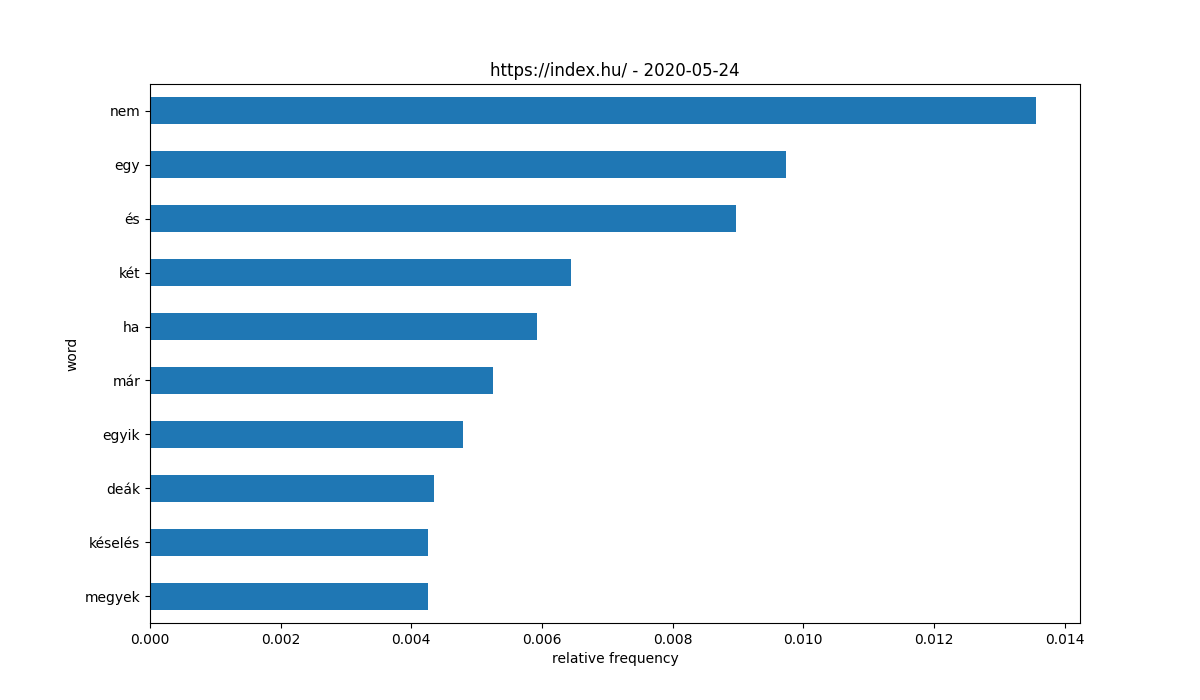 https://index.hu/ - 2020-05-24
nem
egy
és
két
ha
már
egyik
deák
késelés
megyek
word
0.000 0.002 0.004 0.006 0.008 0.010 0.012 0.014
relative frequency